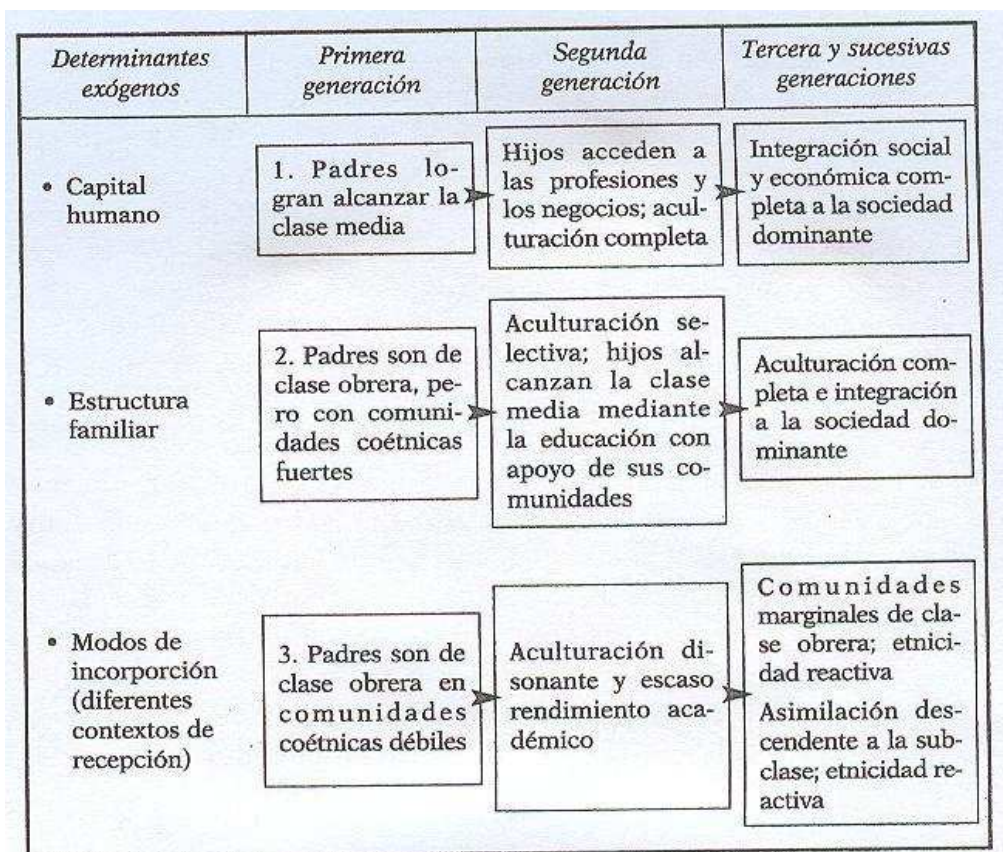 Determinantes
exógenos
Primera
generación
Segunda
generación
Tercera y sucesivas
generaciones
• Capital
humano
1. Padres lo-
gran alcanzar la
clase media
Hijos acceden a
las profesiones y
los negocios; acul-
turación completa
Integración social
y económica com-
pleta a la sociedad
dominante
• Estructura
familiar
2. Padres son de
clase obrera, pe-
ro con comuni-
dades coétnicas
fuertes
Aculturación se-
lectiva; hijos al-
canzan la clase
media mediante
la educación con
apoyo de sus co-
munidades
Aculturación com-
pleta e integración
a la sociedad do-
minante
• Modos de
incorporción
(diferentes
contextos de
recepción)
3. Padres son de
clase obrera en
comunidades
coétnicas débiles
Aculturación di-
sonante y escaso
rendimiento aca-
démico
Comunidades
marginales de cla-
se obrera; etnici-
dad reactiva
Asimilación des-
cendente a la sub-
clase; etnicidad re-
activa